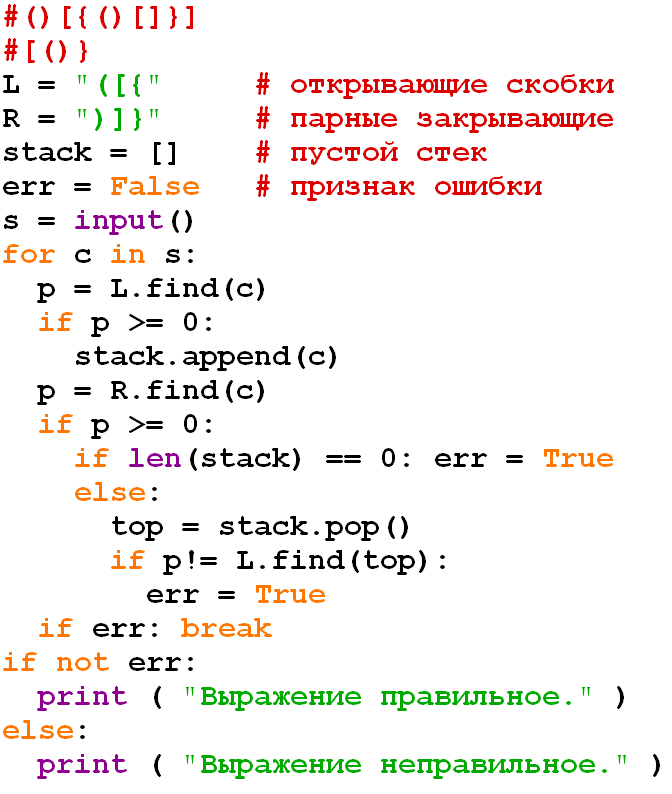 #()[{()[]}]
#[()}
L = "([{" # открывающие скобки
R = ")]}" # парные закрывающие
stack = [] # пустой стек
err = False # признак ошибки
s = input()
for c in s:
  p = L.find(c)
  if p >= 0:
    stack.append(c)
  p = R.find(c)
  if p >= 0:
    if len(stack) == 0: err = True
    else:
      top = stack.pop()
      if p!= L.find(top):
        err = True
  if err: break
if not err:
  print ( "Выражение правильное." )
else:
  print ( "Выражение неправильное." )